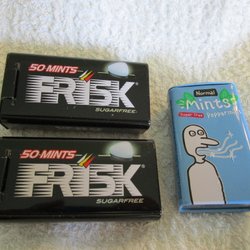 50-MINTS
FRISK
SUGARFREE
50-MINTS
FRISK
SUGARFREE
Normal
Mints
Sugar Free
Peppermint